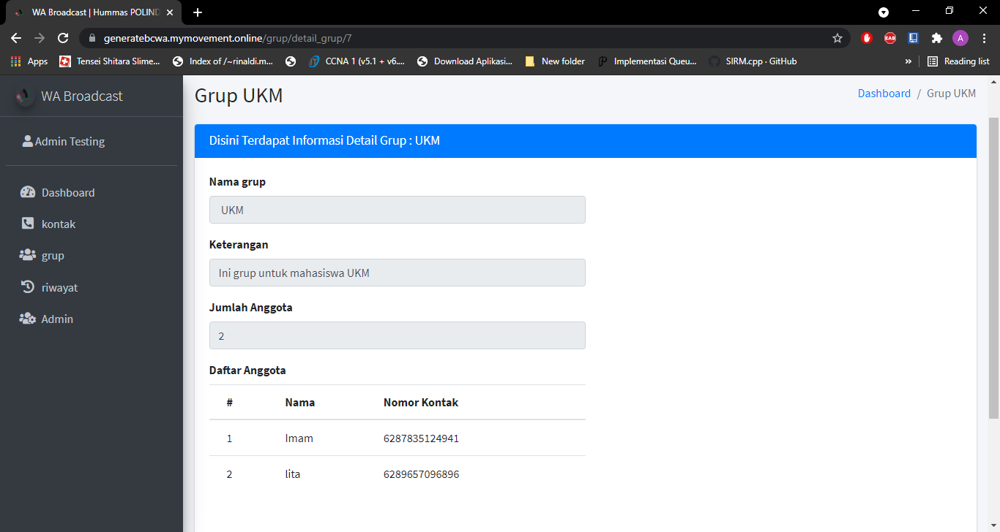 WA Broadcast | Hummas POLIND
generatebcwa.mymovement.online/grup/detail_grup/7
EAB
A
Apps
Tensei Shitara Slime...
Index of /~rinaldi.m...
CCNA 1 (v5.1 + v6....
Download Aplikasi...
New folder
Implementasi Queu...
SIRM.cpp · GitHub
»
Reading list
WA Broadcast
Admin Testing
Dashboard
kontak
grup
riwayat
Admin
Grup UKM
Dashboard / Grup UKM
Disini Terdapat Informasi Detail Grup : UKM
Nama grup
UKM
Keterangan
Ini grup untuk mahasiswa UKM
Jumlah Anggota
2
Daftar Anggota
# Nama Nomor Kontak
1 Imam 6287835124941
2 lita 6289657096896